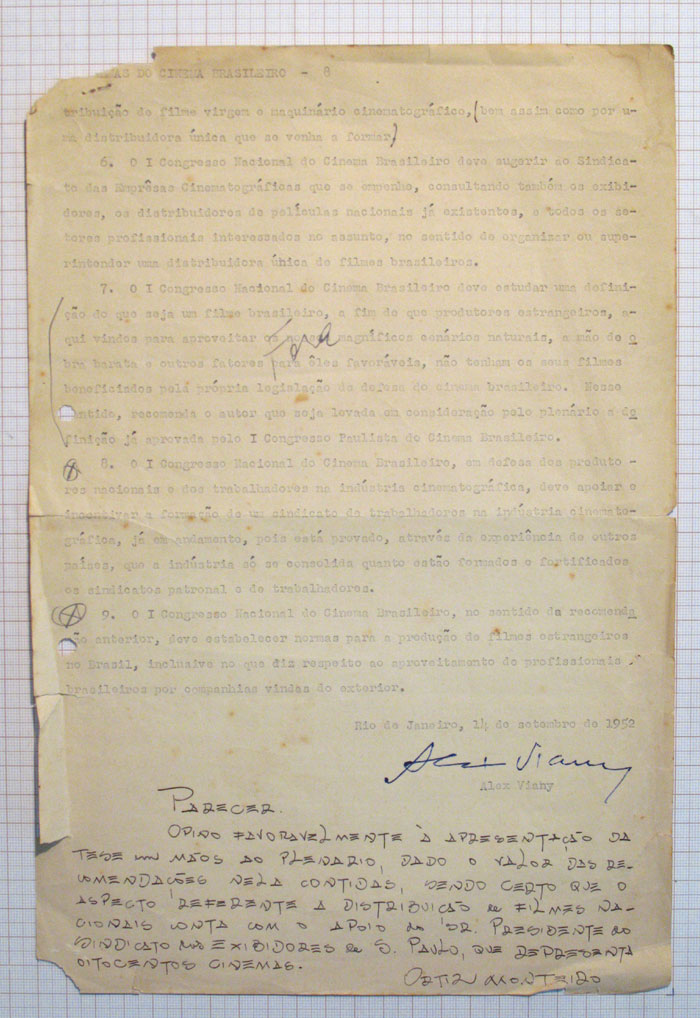 AS DO CINEMA BRASILEIRO - 8
tribuição de filme virgem e maquinário cinematográfico, (bem assim como por u-
ma distribuidora única que se venha a formar)
6. O I Congresso Nacional do Cinema Brasileiro deve sugerir ao Sindica-
to das Emprêsas Cinematográficas que se empenhe, consultando também os exibi-
dores, os distribuidores de películas nacionais já existentes, e todos os se-
tores profissionais interessados no assunto, no sentido de organizar ou supe-
rintender uma distribuidora única de filmes brasileiros.
7. O I Congresso Nacional do Cinema Brasileiro deve estudar uma defini-
ção do que seja um filme brasileiro, a fim de que produtores estrangeiros, a-
qui vindos para aproveitar os nossos magníficos cenários naturais, a mão de o
bra barata e outros fatores para êles favoráveis, não tenham os seus filmes
beneficiados pela própria legislação de defesa do cinema brasileiro. Nesse
sentido, recomenda o autor que seja levada em consideração pelo plenário a de
finição já aprovada pelo I Congresso Paulista do Cinema Brasileiro.
8. O I Congresso Nacional do Cinema Brasileiro, em defesa dos produto -
res nacionais e dos trabalhadores na indústria cinematográfica, deve apoiar e
incentivar a formação de um sindicato de trabalhadores na indústria cinemato-
gráfica, já em andamento, pois está provado, através da experiência de outros
países, que a indústria só se consolida quanto estão formados e fortificados
os sindicatos patronal e de trabalhadores.
9. O I Congresso Nacional do Cinema Brasileiro, no sentido da recomenda
ção anterior, deve estabelecer normas para a produção de filmes estrangeiros
no Brasil, inclusive no que diz respeito ao aproveitamento de profissionais
brasileiros por companhias vindas do exterior.
Rio de Janeiro, 14 de setembro de 1952
Alex Viany
Alex Viany
PARECER.
OPINO FAVORAVELMENTE À APRESENTAÇÃO DA
TESE EM MÃOS AO PLENARIO, DADO O VALOR DAS RE-
COMENDAÇÕES NELA CONTIDAS, SENDO CERTO QUE O
ASPECTO REFERENTE A DISTRIBUIÇÃO de FILMES NA-
CIONAIS CONTA COM O APOIO do SR. PRESIDENTE do
SINDICATO dos EXIBIDORES de S. PAULO, QUE REPRESENTA
OITOCENTOS CINEMAS.
ORTIZ MONTEIRO